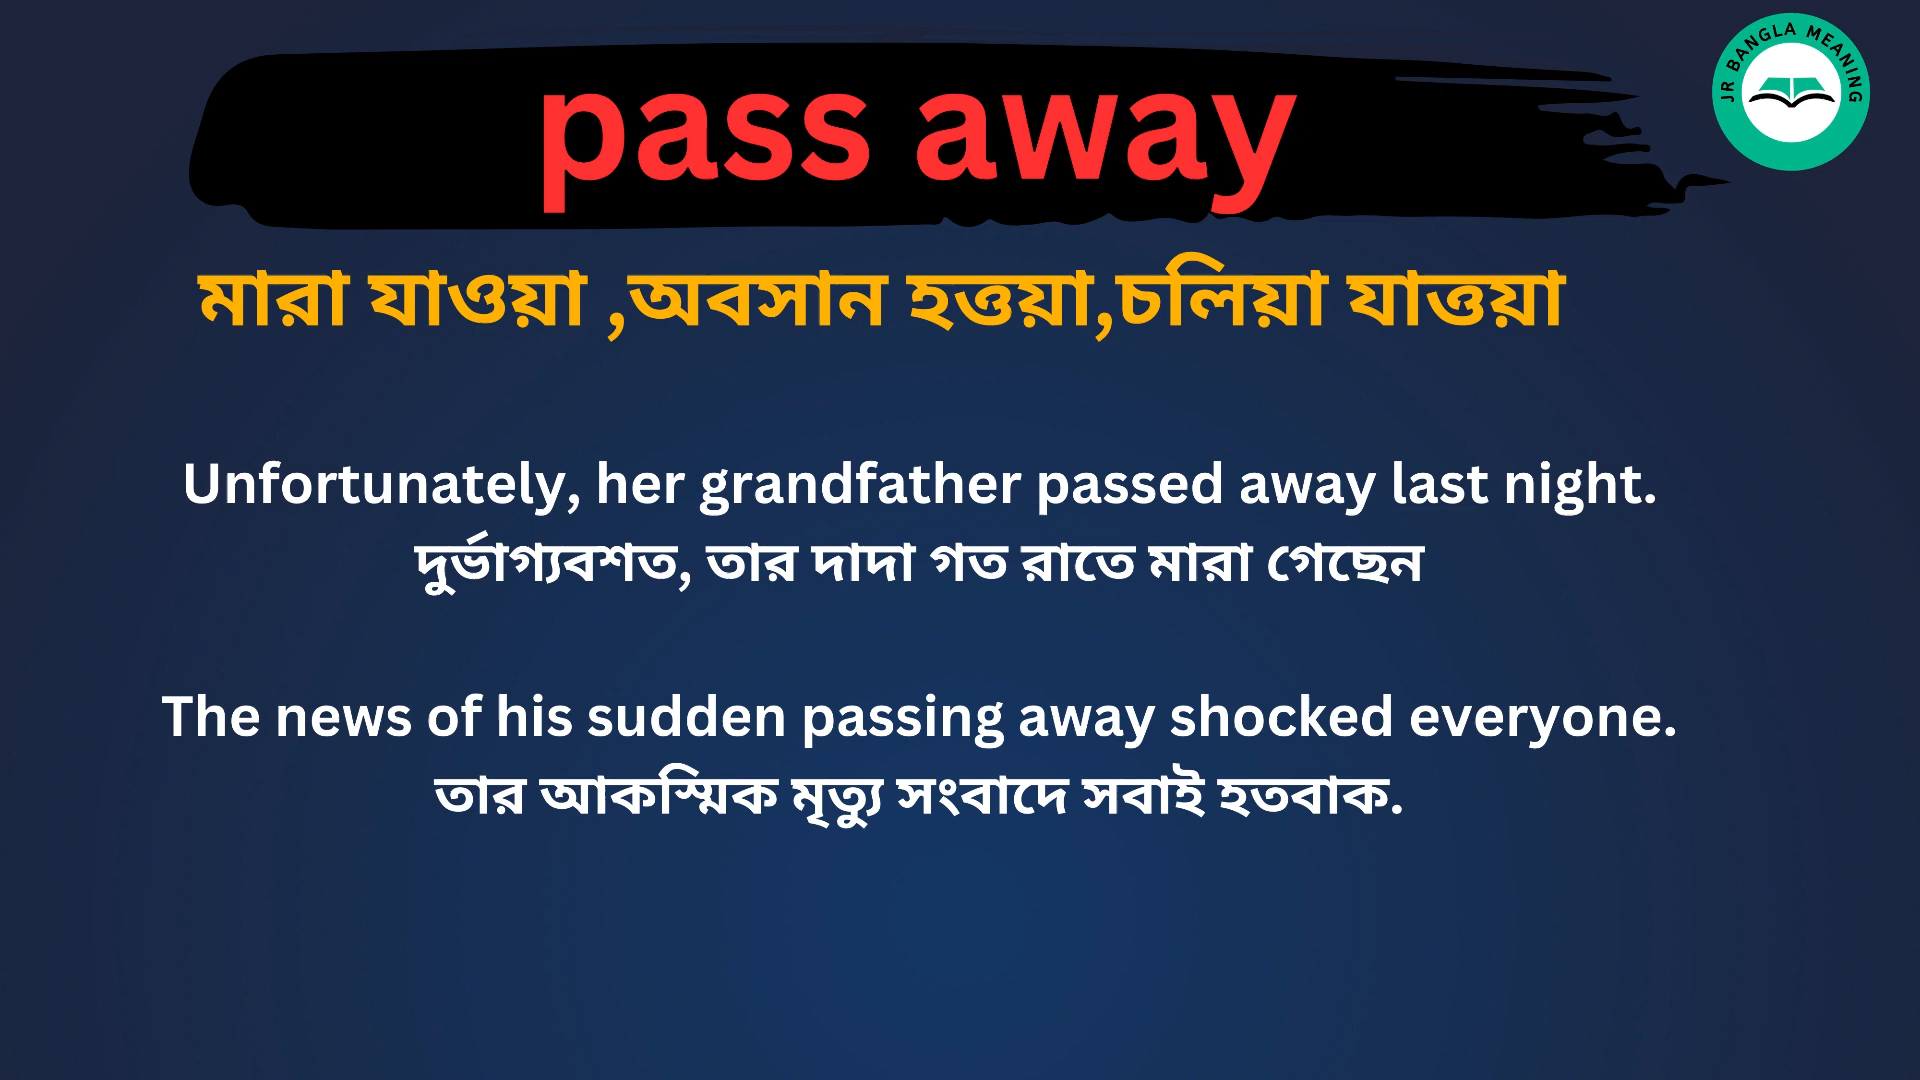 JR BANGLA MEANING
pass away
মারা যাওয়া ,অবসান হত্তয়া,চলিয়া যাত্তয়া
Unfortunately, her grandfather passed away last night.
দুর্ভাগ্যবশত, তার দাদা গত রাতে মারা গেছেন
The news of his sudden passing away shocked everyone.
তার আকস্মিক মৃত্যু সংবাদে সবাই হতবাক.